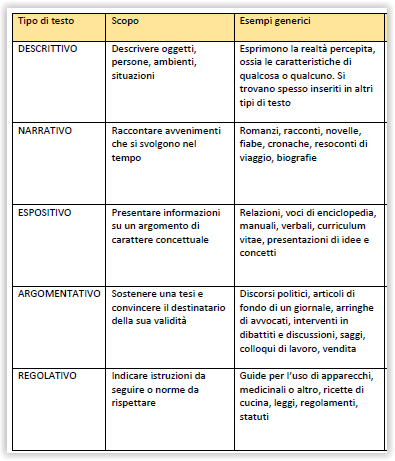 Tipo di testo
Scopo
Esempi generici
DESCRITTIVO
Descrivere oggetti,
persone, ambienti,
situazioni
Esprimono la realtà percepita,
ossia le caratteristiche di
qualcosa o qualcuno. Si
trovano spesso inseriti in altri
tipi di testo
NARRATIVO
Raccontare avvenimenti
che si svolgono nel
tempo
Romanzi, racconti, novelle,
fiabe, cronache, resoconti di
viaggio, biografie
ESPOSITIVO
Presentare informazioni
su un argomento di
carattere concettuale
Relazioni, voci di enciclopedia,
manuali, verbali, curriculum
vitae, presentazioni di idee e
concetti
ARGOMENTATIVO
Sostenere una tesi e
convincere il destinatario
della sua validità
Discorsi politici, articoli di
fondo di un giornale, arringhe
di avvocati, interventi in
dibattiti e discussioni, saggi,
colloqui di lavoro, vendita
REGOLATIVO
Indicare istruzioni da
seguire o norme da
rispettare
Guide per l'uso di apparecchi,
medicinali o altro, ricette di
cucina, leggi, regolamenti,
statuti